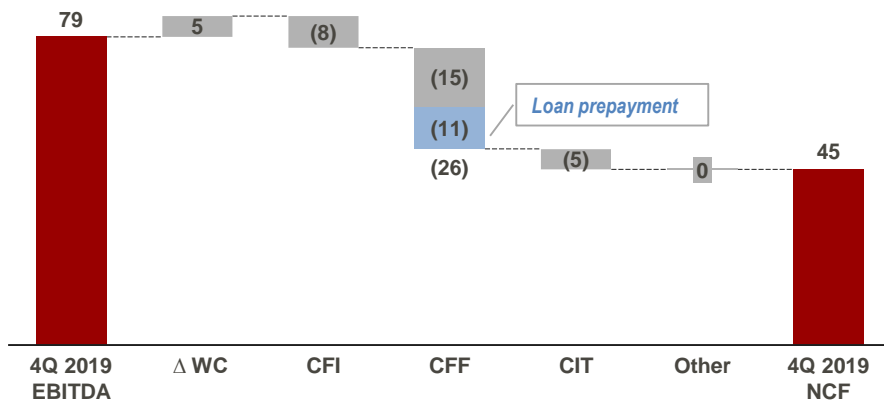 79
5
(8)
(15)
Loan prepayment
(11)
(26)
(5)
0
45
4Q 2019
EBITDA
∆ WC
CFI
CFF
CIT
Other
4Q 2019
NCF